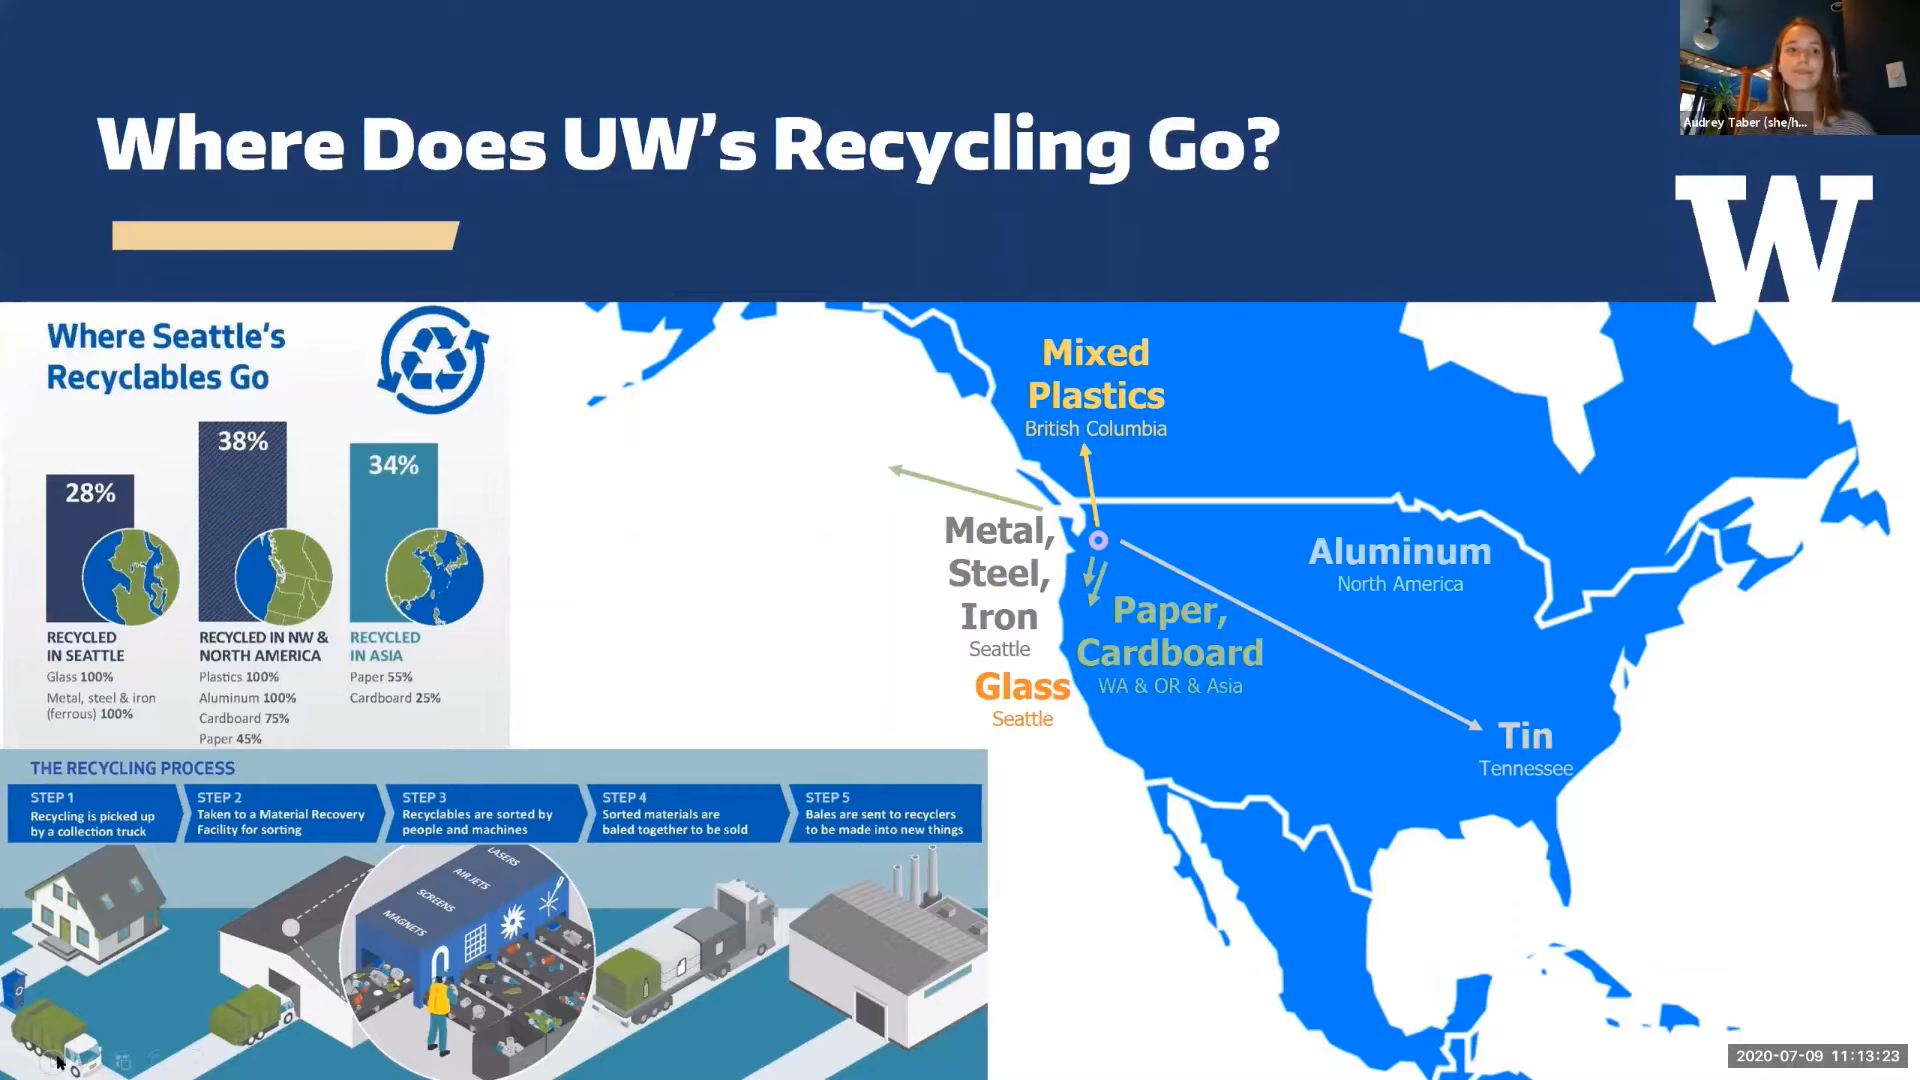 Where Does UW's Recycling Go?
Audrey Taber (she/h...
W
Where Seattle's
Recyclables Go
28%
38%
34%
RECYCLED
IN SEATTLE
Glass 100%
Metal, steel & iron
(ferrous) 100%
RECYCLED IN NW &
NORTH AMERICA
Plastics 100%
Aluminum 100%
Cardboard 75%
Paper 45%
RECYCLED
IN ASIA
Paper 55%
Cardboard 25%
Mixed
Plastics
British Columbia
Metal,
Steel,
Iron
Seattle
Glass
Seattle
Paper,
Cardboard
WA & OR & Asia
Aluminum
North America
Tin
Tennessee
THE RECYCLING PROCESS
STEP 1
Recycling is picked up
by a collection truck
STEP 2
Taken to a Material Recovery
Facility for sorting
STEP 3
Recyclables are sorted by
people and machines
STEP 4
Sorted materials are
baled together to be sold
STEP 5
Bales are sent to recyclers
to be made into new things
LASERS
AIR JETS
SCREENS
MAGNETS
2020-07-09 11:13:23